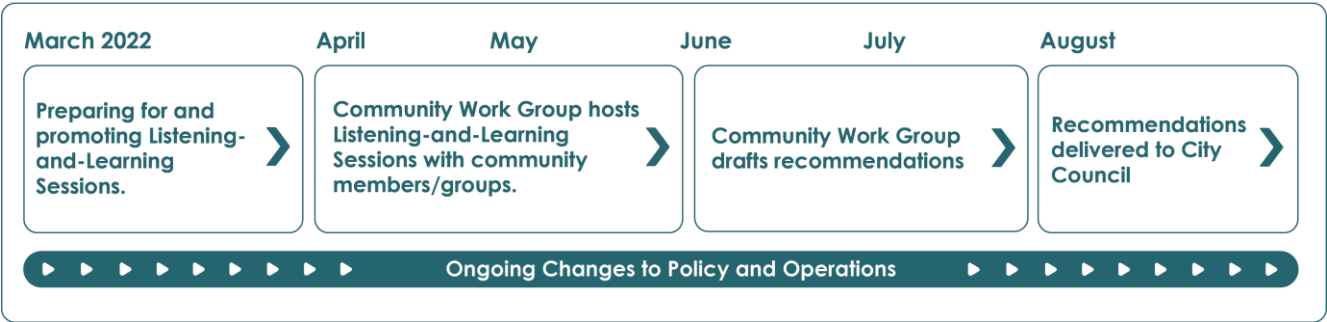 March 2022 April May June July August
Preparing for and
promoting Listening-
and-Learning
Sessions.
Community Work Group hosts
Listening-and-Learning
Sessions with community
members/groups.
Community Work Group
drafts recommendations
Recommendations
delivered to City
Council
Ongoing Changes to Policy and Operations